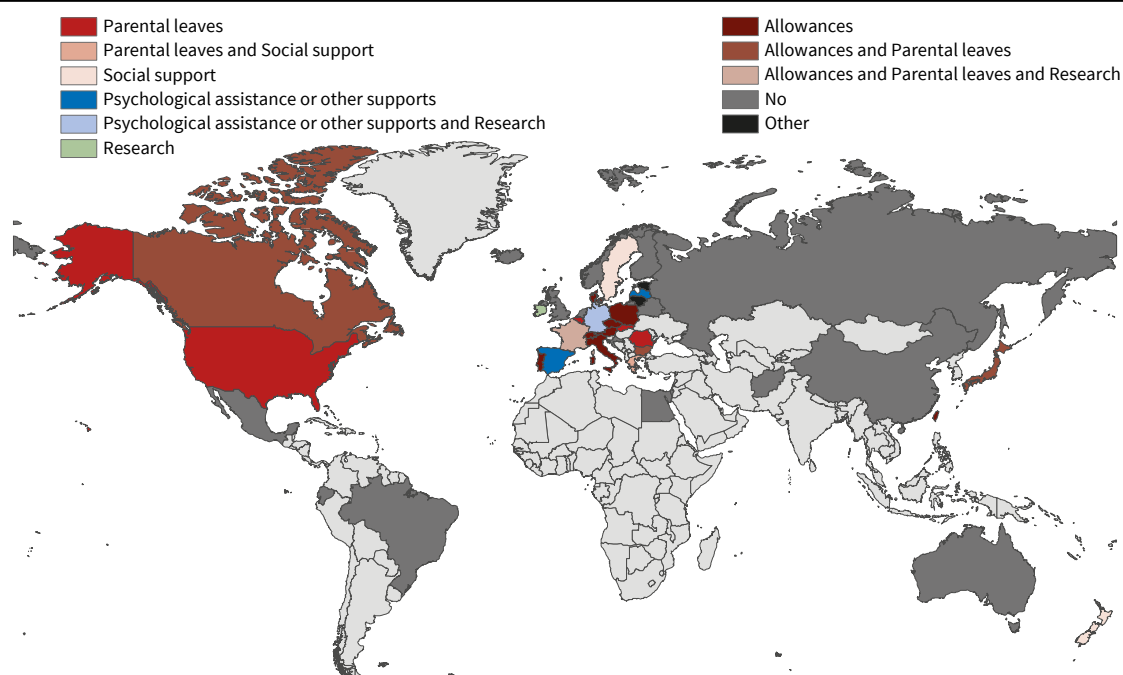 Parental leaves
Parental leaves and Social support
Social support
Psychological assistance or other supports
Psychological assistance or other supports and Research
Research
Allowances
Allowances and Parental leaves
Allowances and Parental leaves and Research
No
Other